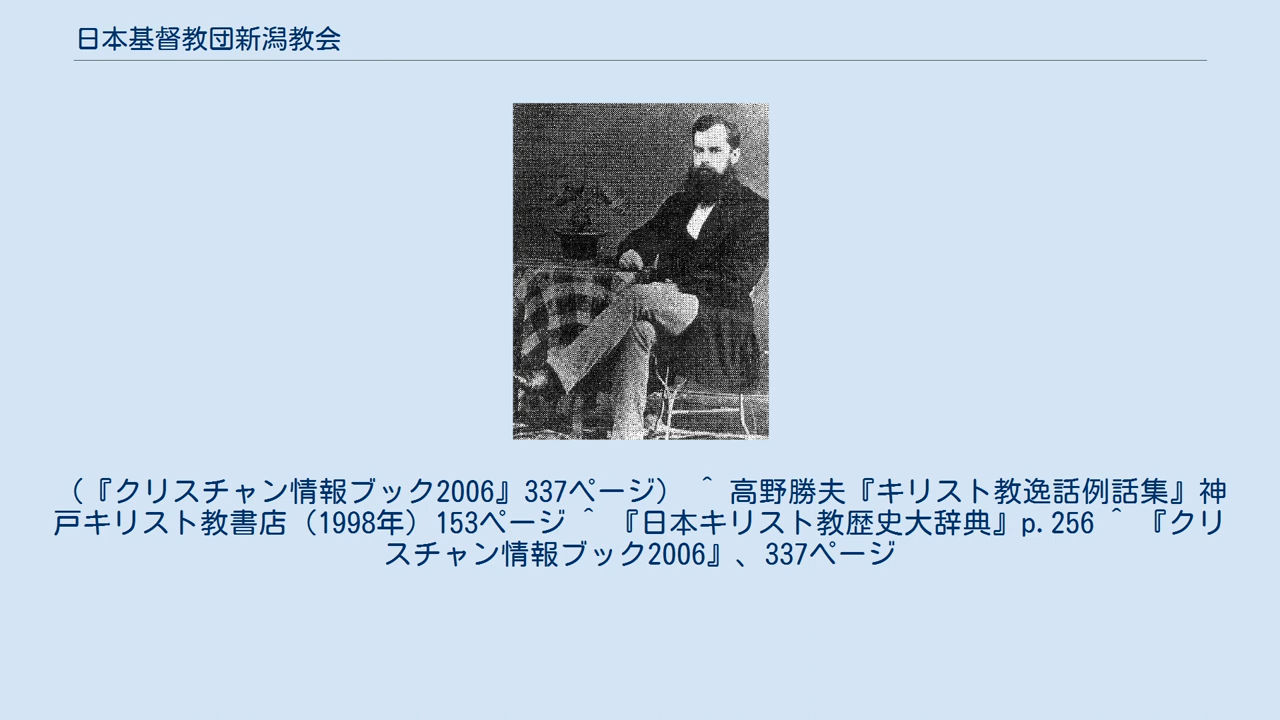 日本基督教団新潟教会
（『クリスチャン情報ブック2006』337ページ） ^ 高野勝夫『キリスト教逸話例話集』神
戸キリスト教書店（1998年）153ページ ^ 『日本キリスト教歴史大辞典』p. 256 ^ 『クリ
スチャン情報ブック2006』、337ページ